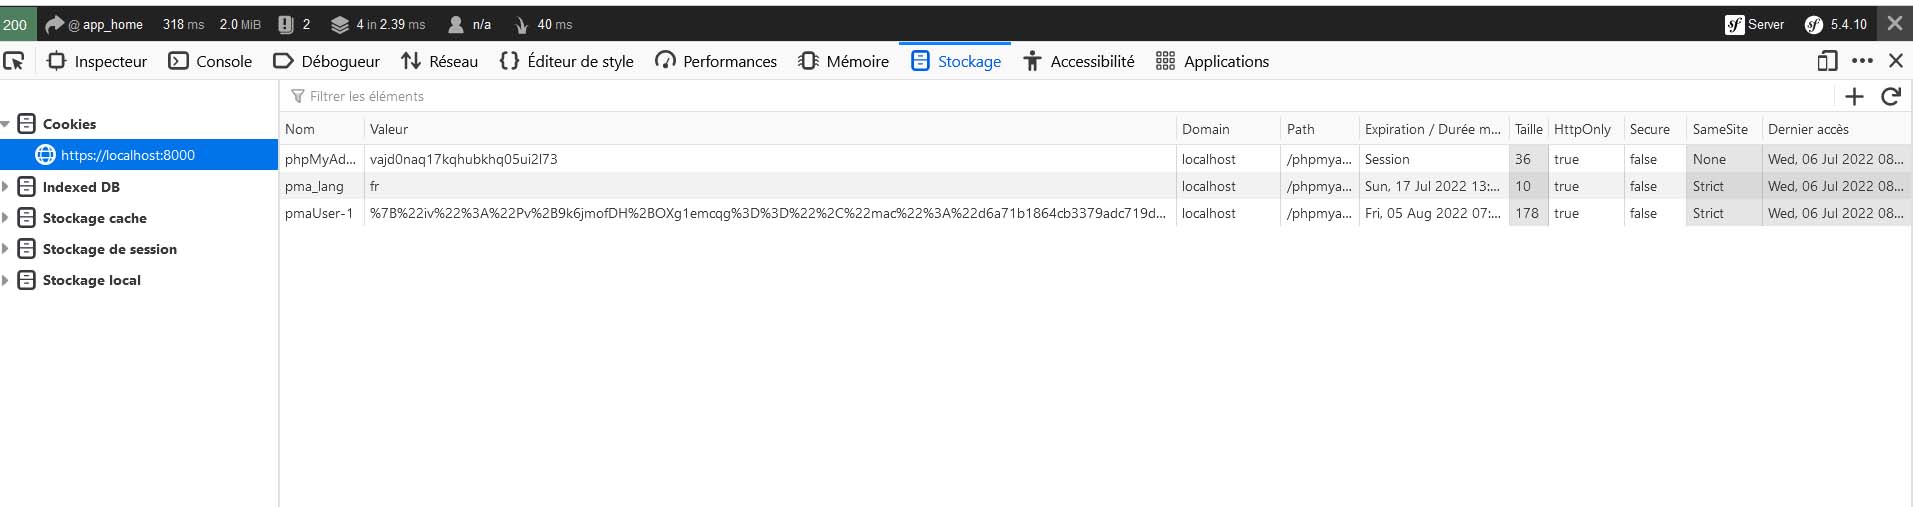 200 @ app_home 318 ms 2.0 MiB 2 4 in 2.39 ms n/a 40 ms sf Server sf 5.4.10
Inspecteur Console Débogueur Réseau Éditeur de style Performances Mémoire Stockage Accessibilité Applications
Filtrer les éléments
Cookies
https://localhost:8000
Indexed DB
Stockage cache
Stockage de session
Stockage local
Nom Valeur Domain Path Expiration / Durée m... Taille HttpOnly Secure SameSite Dernier accès
phpMyAd... vajd0naq17kqhubkhq05ui2l73 localhost /phpmya... Session 36 true false None Wed, 06 Jul 2022 08...
pma_lang fr localhost /phpmya... Sun, 17 Jul 2022 13:... 10 true false Strict Wed, 06 Jul 2022 08...
pmaUser-1 %7B%22iv%22%3A%22Pv%2B9k6jmofDH%2BOXg1emcqg%3D%3D%22%2C%22mac%22%3A%22d6a71b1864cb3379adc719d... localhost /phpmya... Fri, 05 Aug 2022 07:... 178 true false Strict Wed, 06 Jul 2022 08...